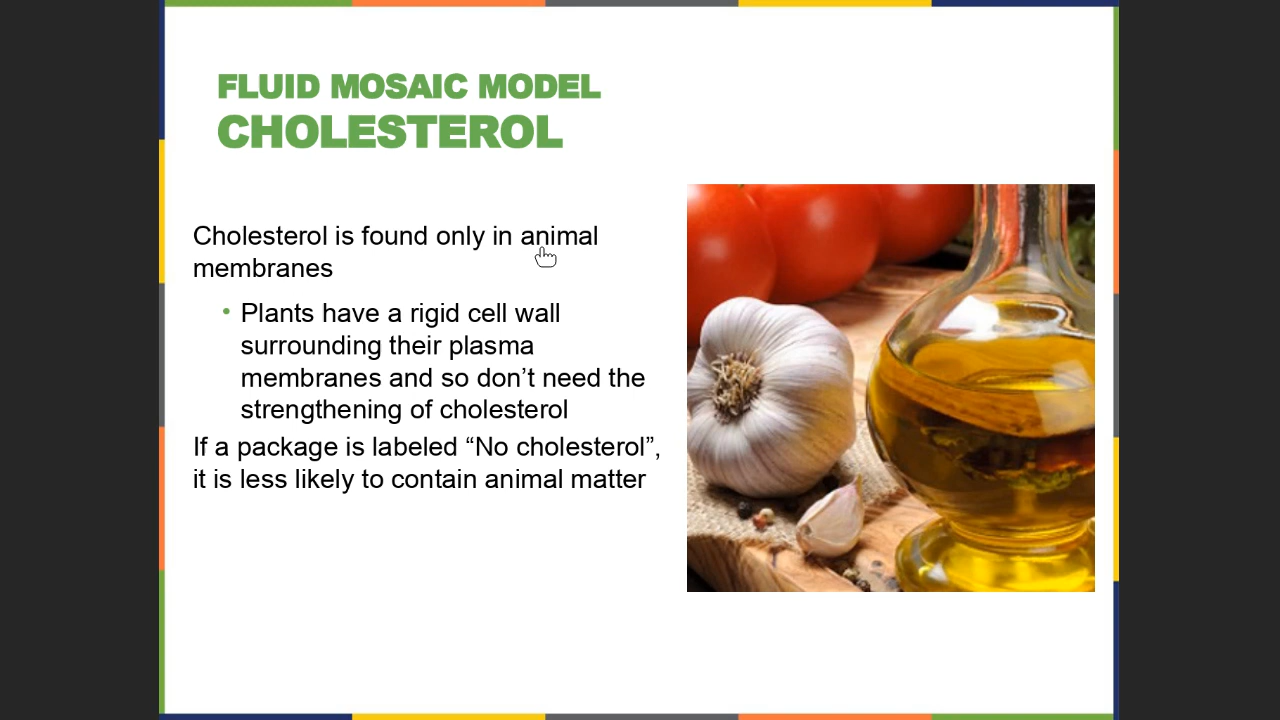 FLUID MOSAIC MODEL
CHOLESTEROL
Cholesterol is found only in animal
membranes
• Plants have a rigid cell wall
surrounding their plasma
membranes and so don’t need the
strengthening of cholesterol
If a package is labeled “No cholesterol”,
it is less likely to contain animal matter